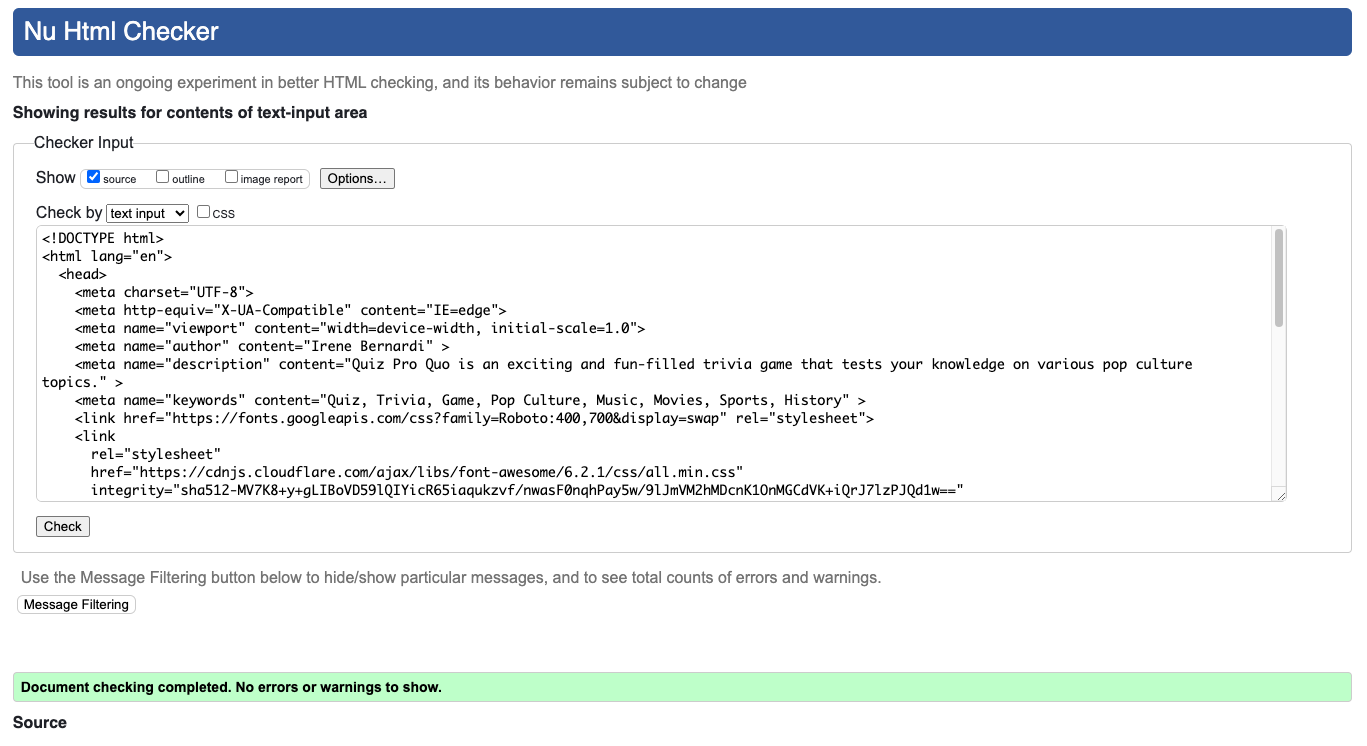 Nu Html Checker
This tool is an ongoing experiment in better HTML checking, and its behavior remains subject to change
Showing results for contents of text-input area
Checker Input
Show source outline image report Options...
Check by text input css
<!DOCTYPE html>
<html lang="en">
<head>
<meta charset="UTF-8">
<meta http-equiv="X-UA-Compatible" content="IE=edge">
<meta name="viewport" content="width=device-width, initial-scale=1.0">
<meta name="author" content="Irene Bernardi" >
<meta name="description" content="Quiz Pro Quo is an exciting and fun-filled trivia game that tests your knowledge on various pop culture
topics." >
<meta name="keywords" content="Quiz, Trivia, Game, Pop Culture, Music, Movies, Sports, History" >
<link href="https://fonts.googleapis.com/css?family=Roboto:400,700&display=swap" rel="stylesheet">
<link
rel="stylesheet"
href="https://cdnjs.cloudflare.com/ajax/libs/font-awesome/6.2.1/css/all.min.css"
integrity="sha512-MV7K8+y+gLIBoVD59lQIYicR65iaqukzvf/nwasF0nqhPay5w/9lJmVM2hMDcnK1OnMGCdVK+iQrJ7lzPJQd1w=="
Check
Use the Message Filtering button below to hide/show particular messages, and to see total counts of errors and warnings.
Message Filtering
Document checking completed. No errors or warnings to show.
Source